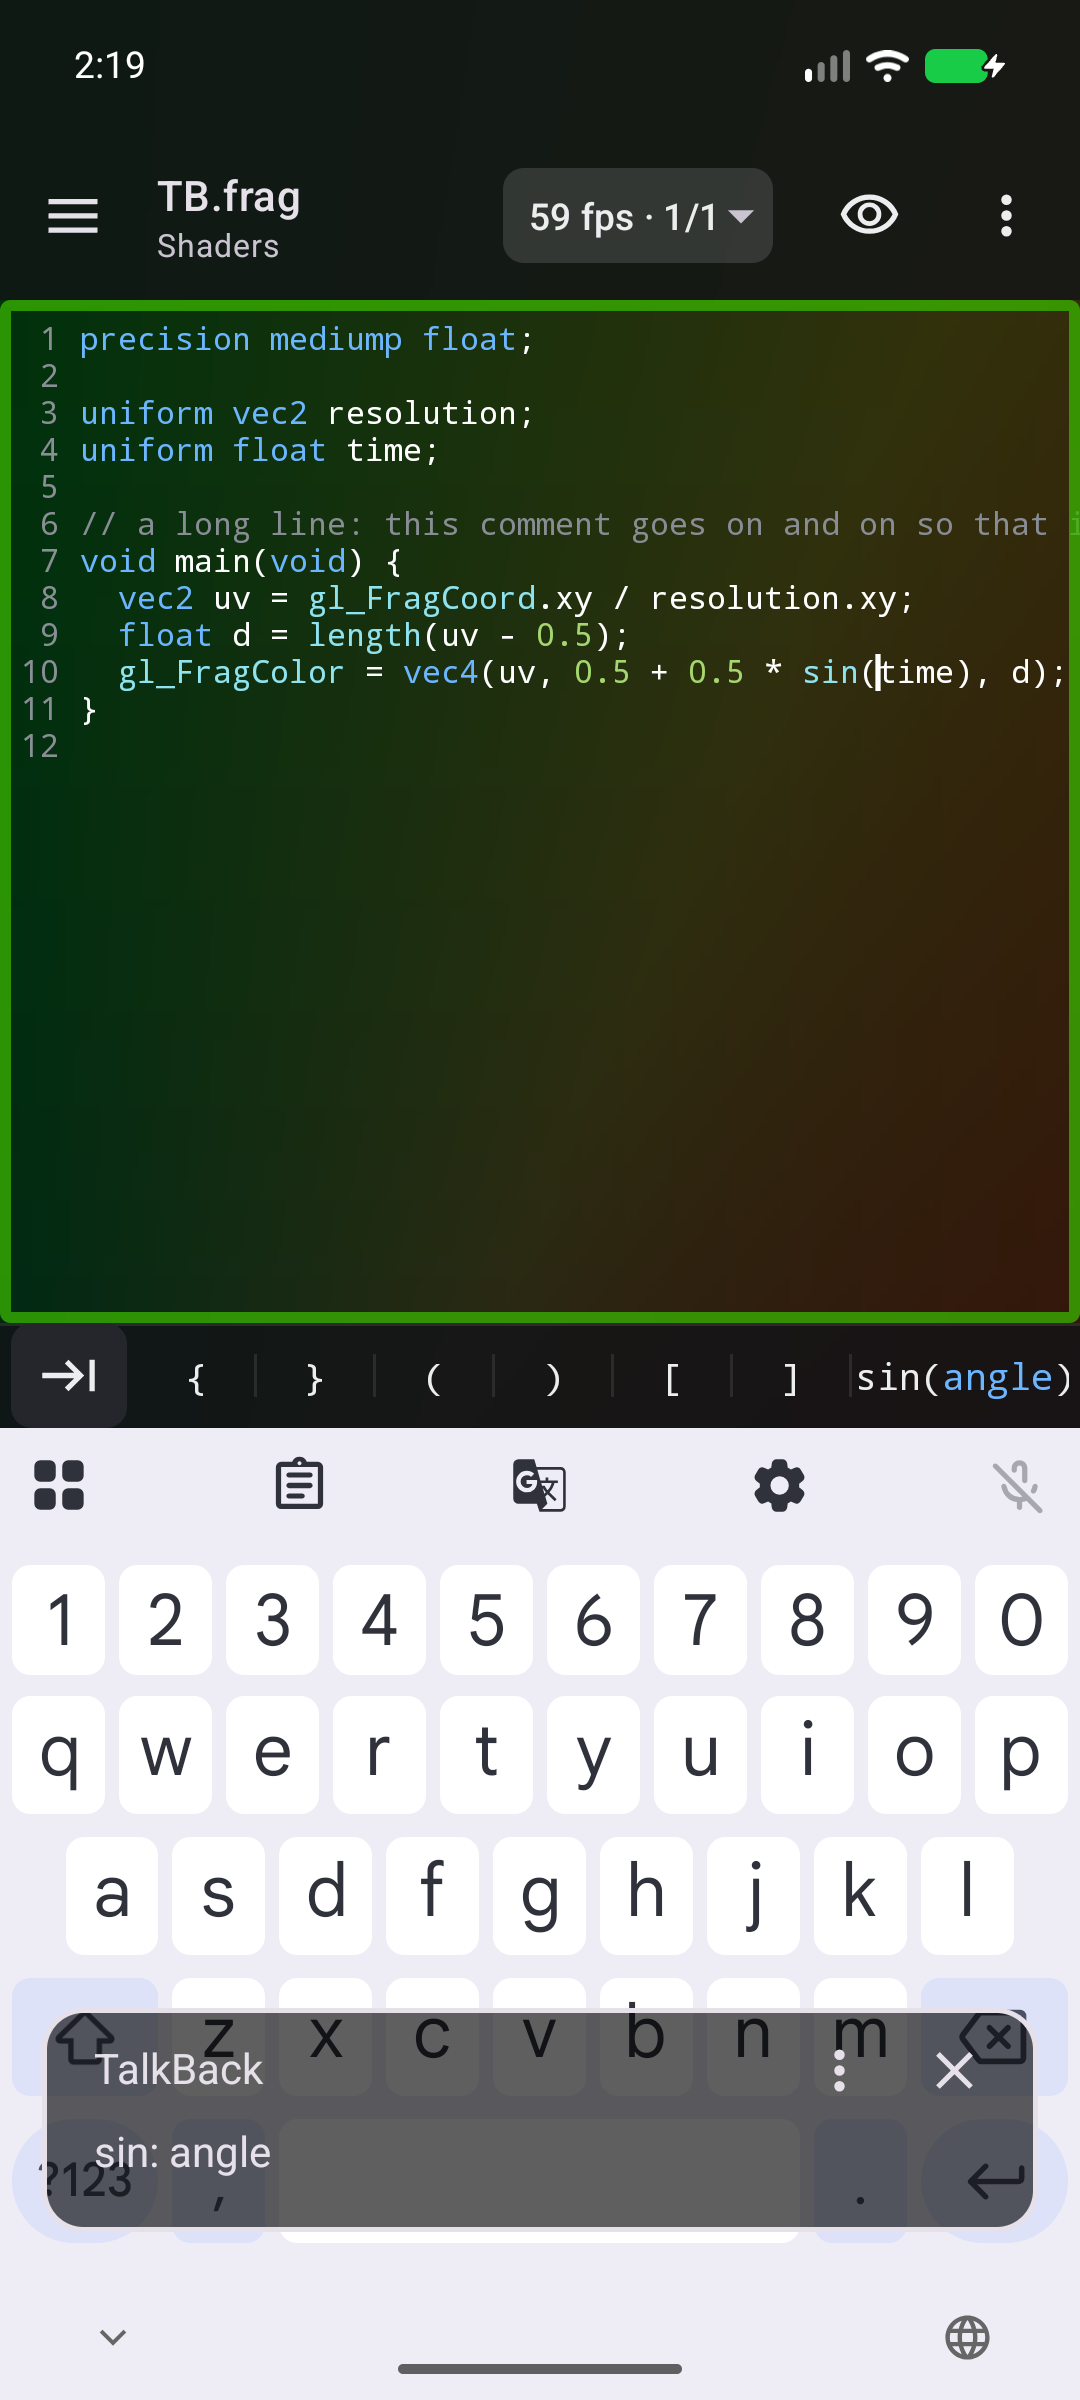 2:19
TB.frag
Shaders
59 fps · 1/1
1 precision mediump float;
2
3 uniform vec2 resolution;
4 uniform float time;
5
6 // a long line: this comment goes on and on so that i
7 void main(void) {
8   vec2 uv = gl_FragCoord.xy / resolution.xy;
9   float d = length(uv - 0.5);
10   gl_FragColor = vec4(uv, 0.5 + 0.5 * sin(time), d);
11 }
12
{ } ( ) [ ] sin(angle)
1 2 3 4 5 6 7 8 9 0
q w e r t y u i o p
a s d f g h j k l
z x c v b n m
TalkBack
sin: angle
?123 , .